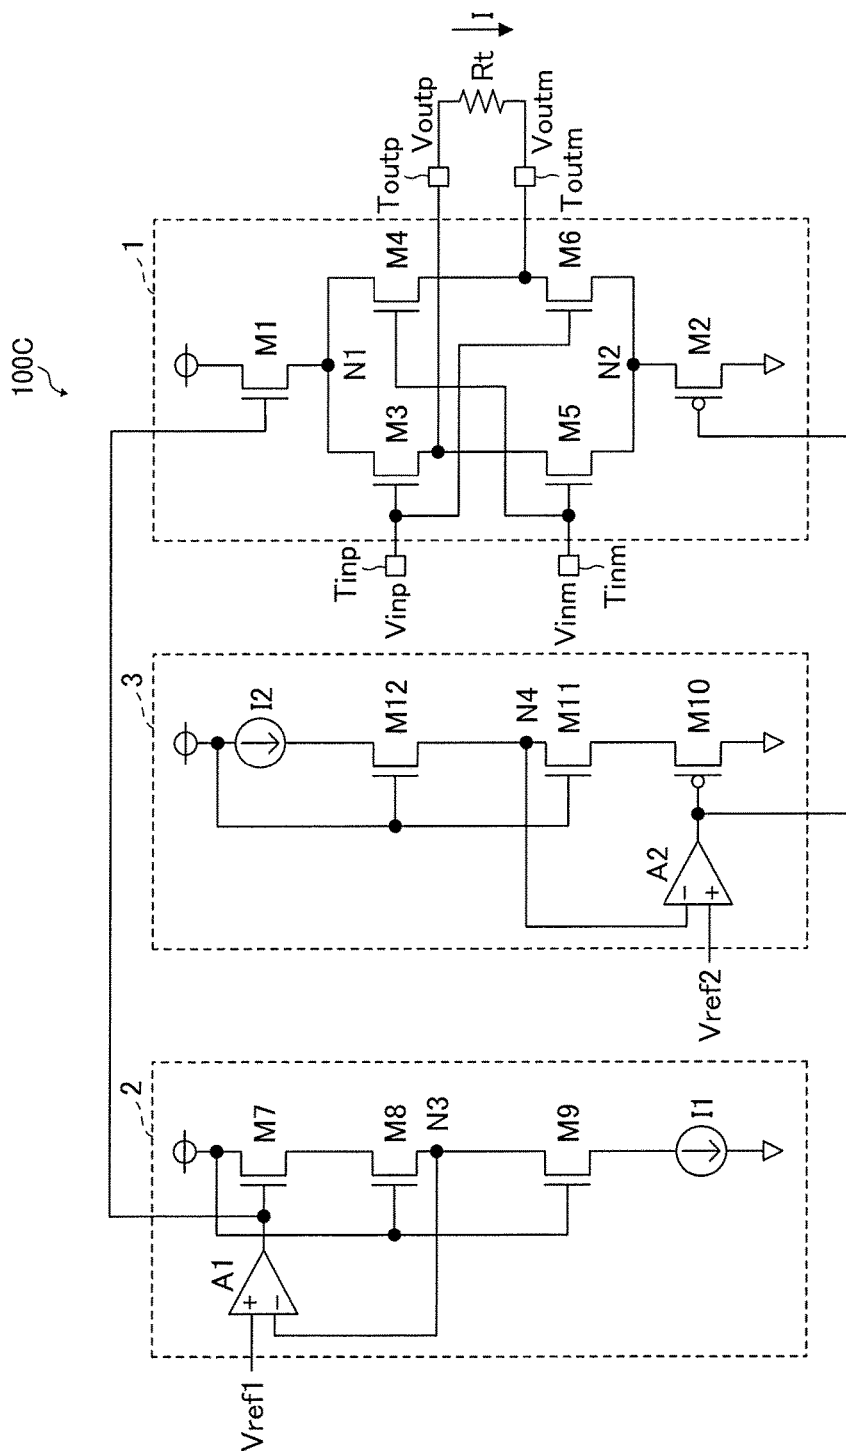 100C
2
3
1
Vref1
A1
+
−
M7
M8
N3
M9
I1
I2
M12
N4
M11
M10
A2
−
+
Vref2
M1
N1
M3
M4
M5
M6
N2
M2
Tinp
Vinp
Vinm
Tinm
Toutp
Voutp
Rt
I
Voutm
Toutm